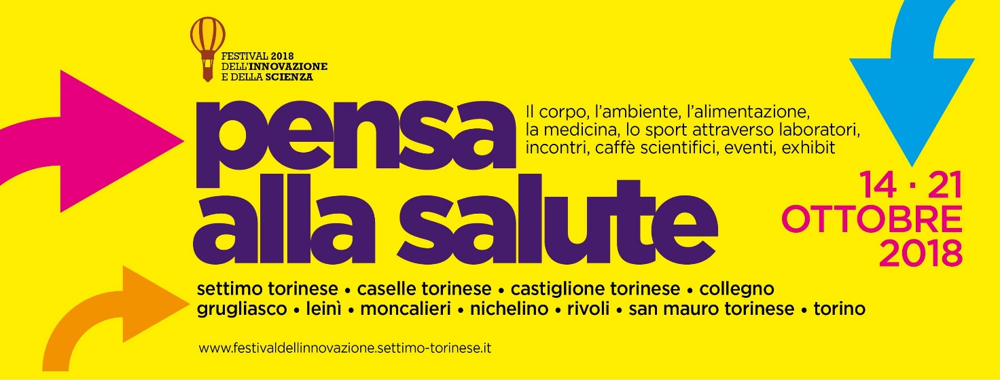 FESTIVAL 2018
DELL'INNOVAZIONE
E DELLA SCIENZA
pensa
alla salute
Il corpo, l'ambiente, l'alimentazione,
la medicina, lo sport attraverso laboratori,
incontri, caffè scientifici, eventi, exhibit
14 · 21
OTTOBRE
2018
settimo torinese • caselle torinese • castiglione torinese • collegno
grugliasco • leinì • moncalieri • nichelino • rivoli • san mauro torinese • torino
www.festivaldellinnovazione.settimo-torinese.it